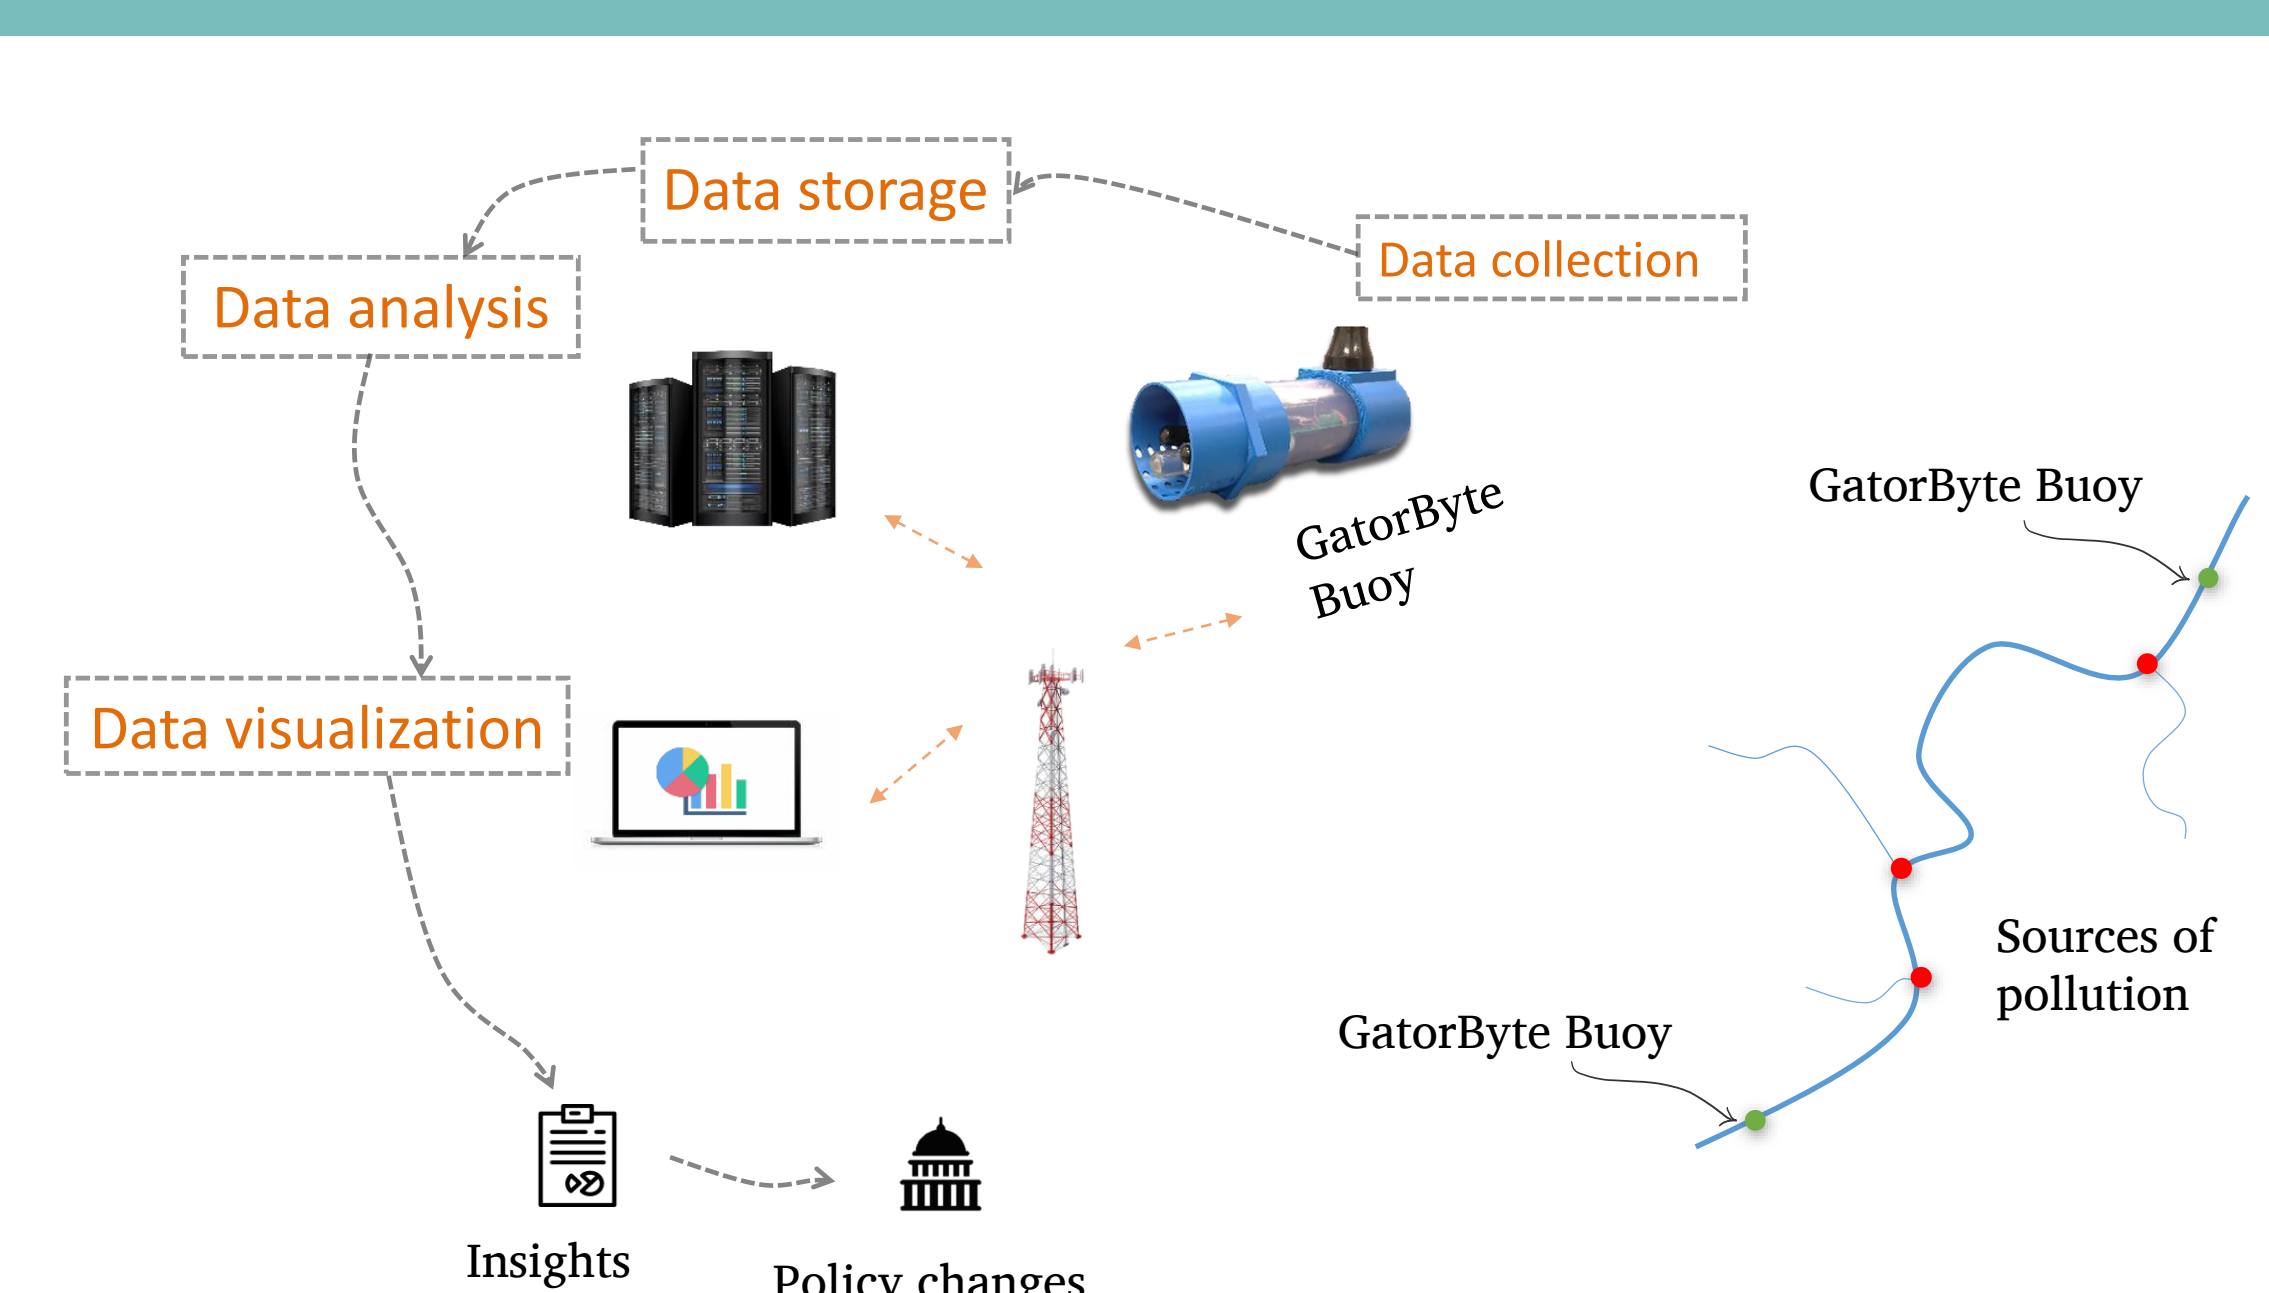 Data storage
Data collection
Data analysis
GatorByte
Buoy
GatorByte Buoy
Data visualization
Sources of
pollution
GatorByte Buoy
Insights
Policy changes